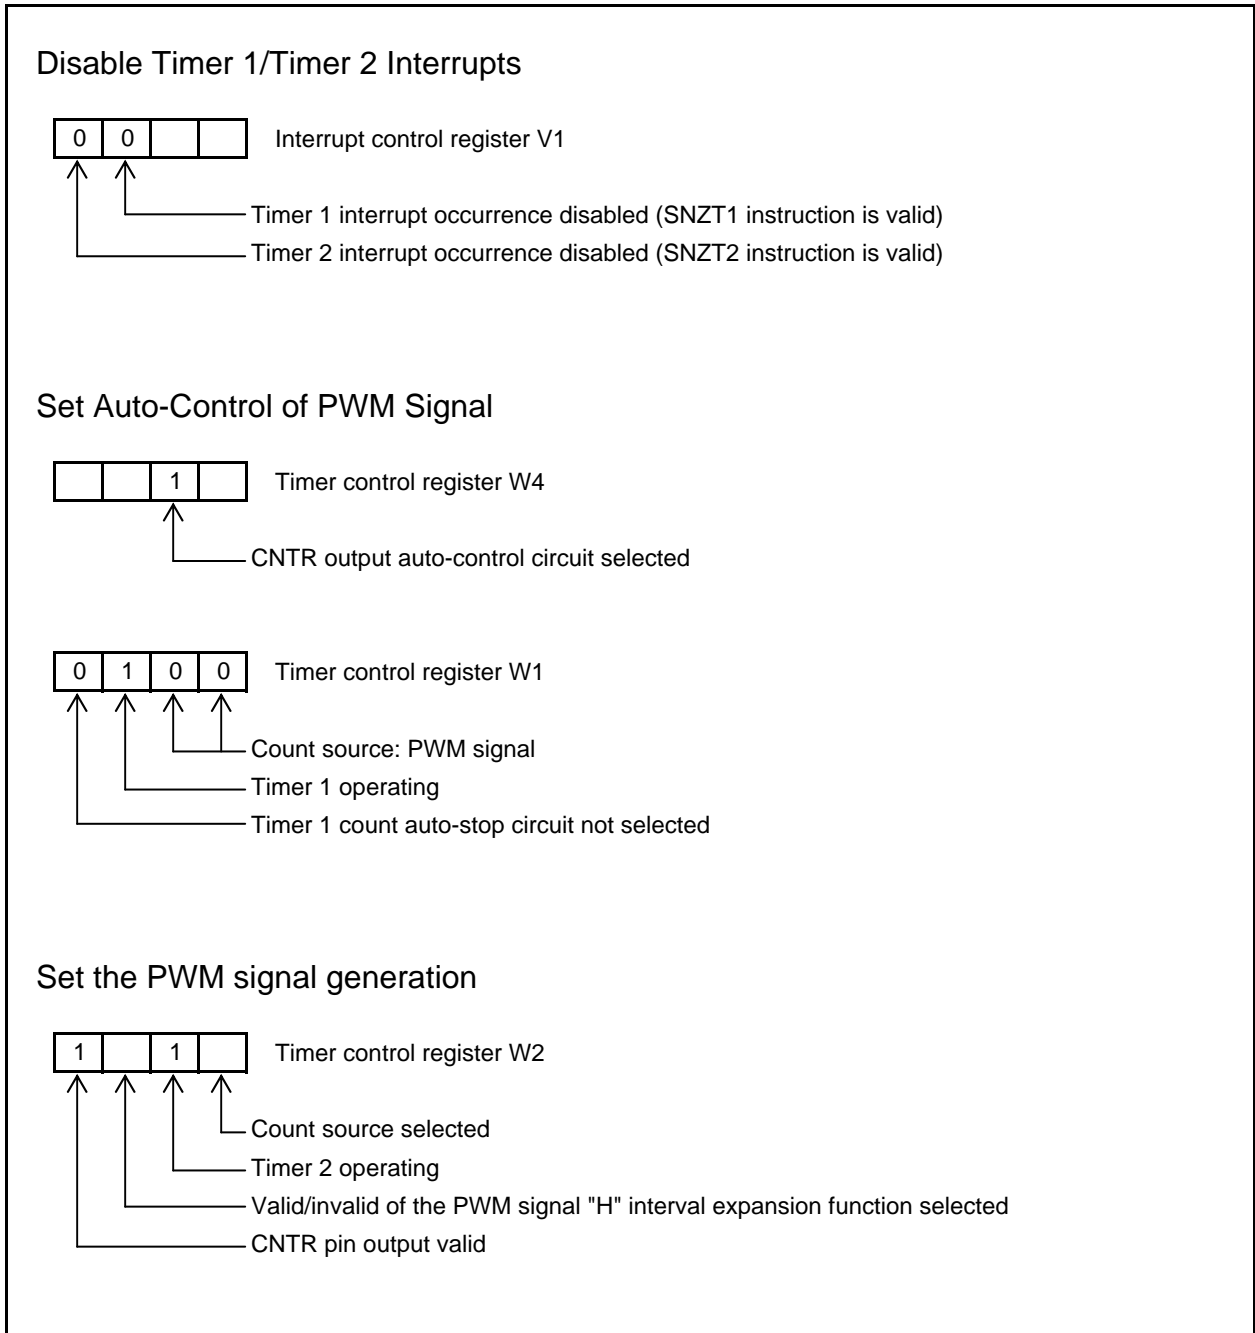 Disable Timer 1/Timer 2 Interrupts
0 0 Interrupt control register V1
Timer 1 interrupt occurrence disabled (SNZT1 instruction is valid)
Timer 2 interrupt occurrence disabled (SNZT2 instruction is valid)
Set Auto-Control of PWM Signal
1 Timer control register W4
CNTR output auto-control circuit selected
0 1 0 0 Timer control register W1
Count source: PWM signal
Timer 1 operating
Timer 1 count auto-stop circuit not selected
Set the PWM signal generation
1 1 Timer control register W2
Count source selected
Timer 2 operating
Valid/invalid of the PWM signal "H" interval expansion function selected
CNTR pin output valid